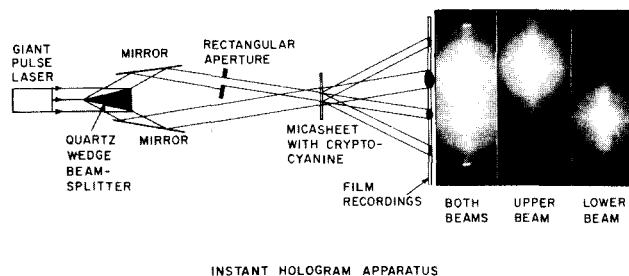 GIANT
PULSE
LASER
MIRROR
RECTANGULAR
APERTURE
QUARTZ
WEDGE
BEAM-
SPLITTER
MIRROR
MICASHEET
WITH CRYPTO-
CYANINE
FILM
RECORDINGS
BOTH
BEAMS
UPPER
BEAM
LOWER
BEAM
INSTANT HOLOGRAM APPARATUS